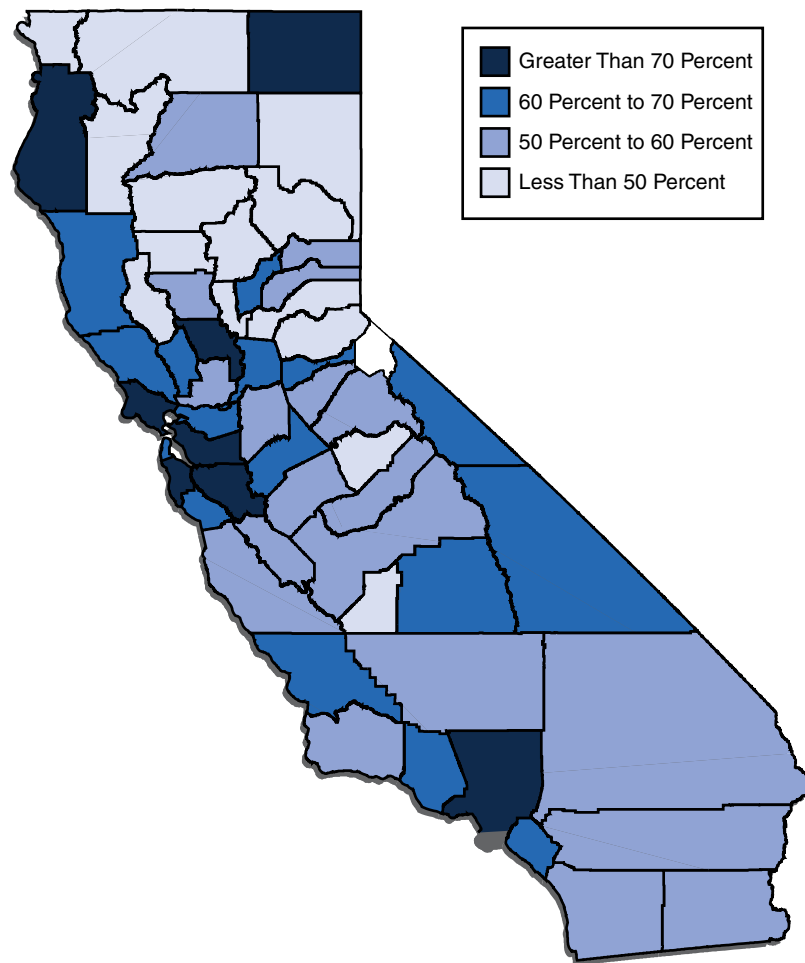 Greater Than 70 Percent
60 Percent to 70 Percent
50 Percent to 60 Percent
Less Than 50 Percent